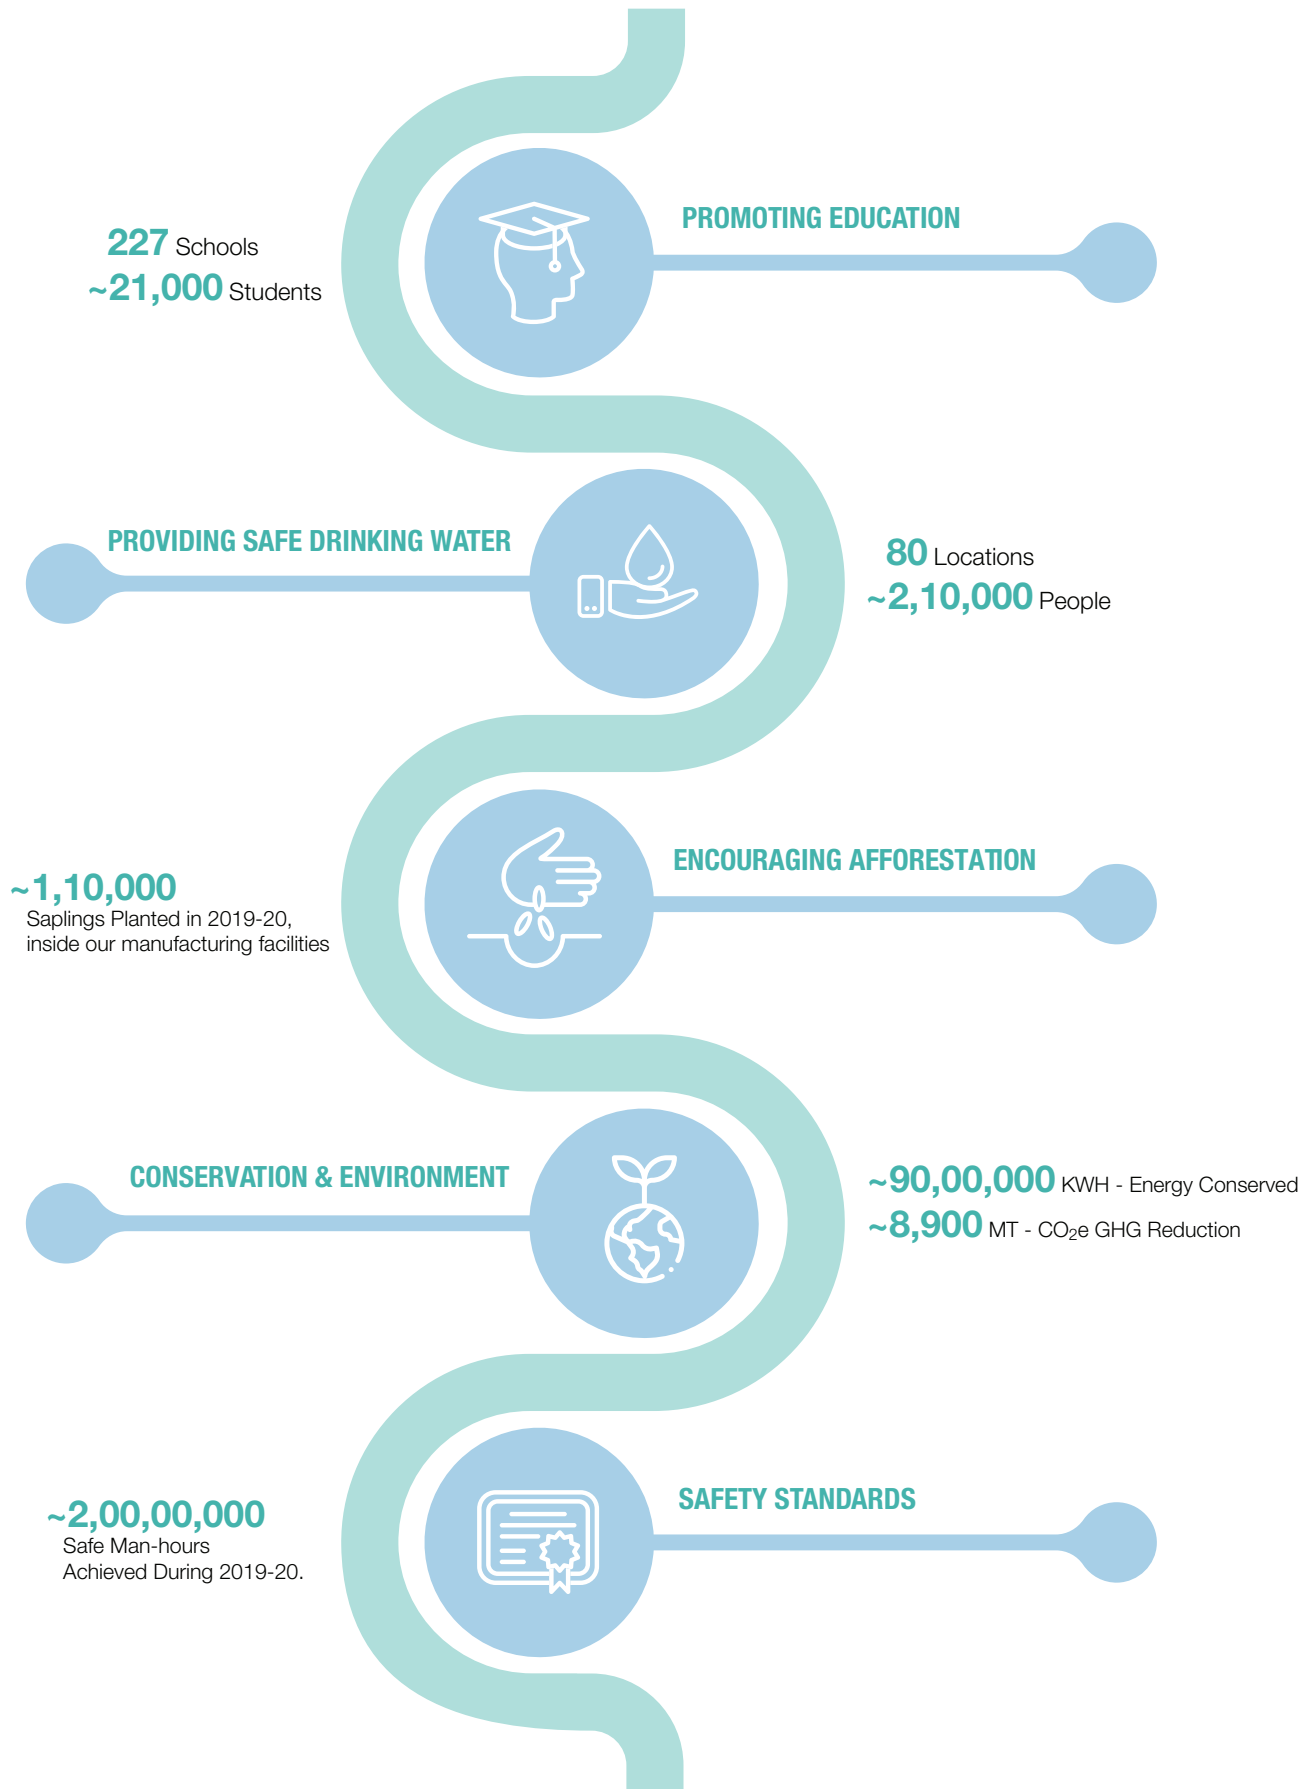 PROMOTING EDUCATION
227 Schools
~21,000 Students
PROVIDING SAFE DRINKING WATER
80 Locations
~2,10,000 People
ENCOURAGING AFFORESTATION
~1,10,000
Saplings Planted in 2019-20,
inside our manufacturing facilities
CONSERVATION & ENVIRONMENT
~90,00,000 KWH - Energy Conserved
~8,900 MT - CO₂e GHG Reduction
SAFETY STANDARDS
~2,00,00,000
Safe Man-hours
Achieved During 2019-20.